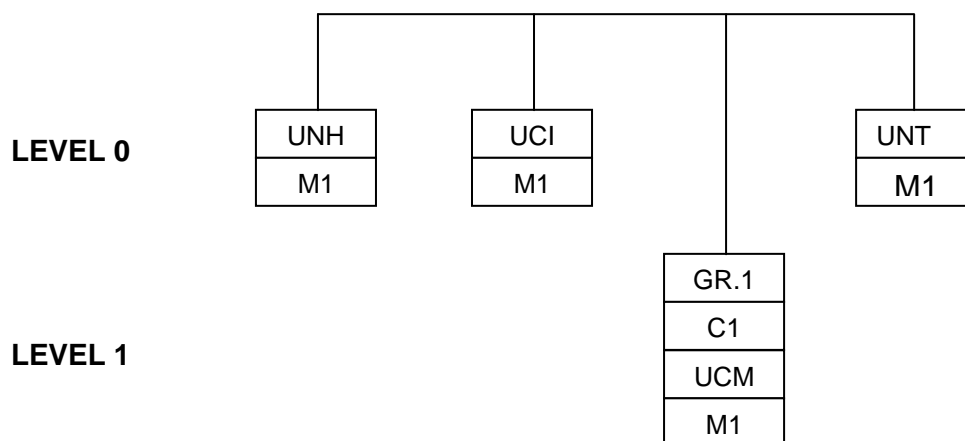 LEVEL 0
UNH
UCI
UNT
M1
M1
M1
LEVEL 1
GR.1
C1
UCM
M1